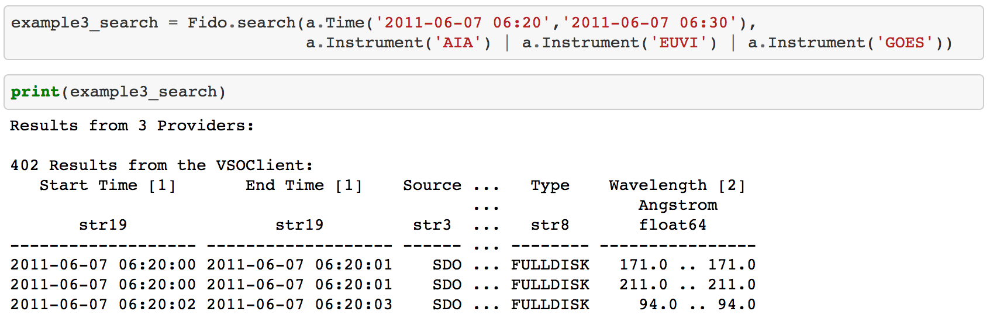 example3_search = Fido.search(a.Time('2011-06-07 06:20','2011-06-07 06:30'),
                              a.Instrument('AIA') | a.Instrument('EUVI') | a.Instrument('GOES'))
print(example3_search)
Results from 3 Providers:
402 Results from the VSOClient:
   Start Time [1]       End Time [1]    Source ...   Type    Wavelength [2]
                                               ...              Angstrom
       str19               str19         str3  ...   str8       float64
------------------- ------------------- ------ ... -------- ----------------
2011-06-07 06:20:00 2011-06-07 06:20:01    SDO ... FULLDISK   171.0 .. 171.0
2011-06-07 06:20:00 2011-06-07 06:20:01    SDO ... FULLDISK   211.0 .. 211.0
2011-06-07 06:20:02 2011-06-07 06:20:03    SDO ... FULLDISK     94.0 .. 94.0